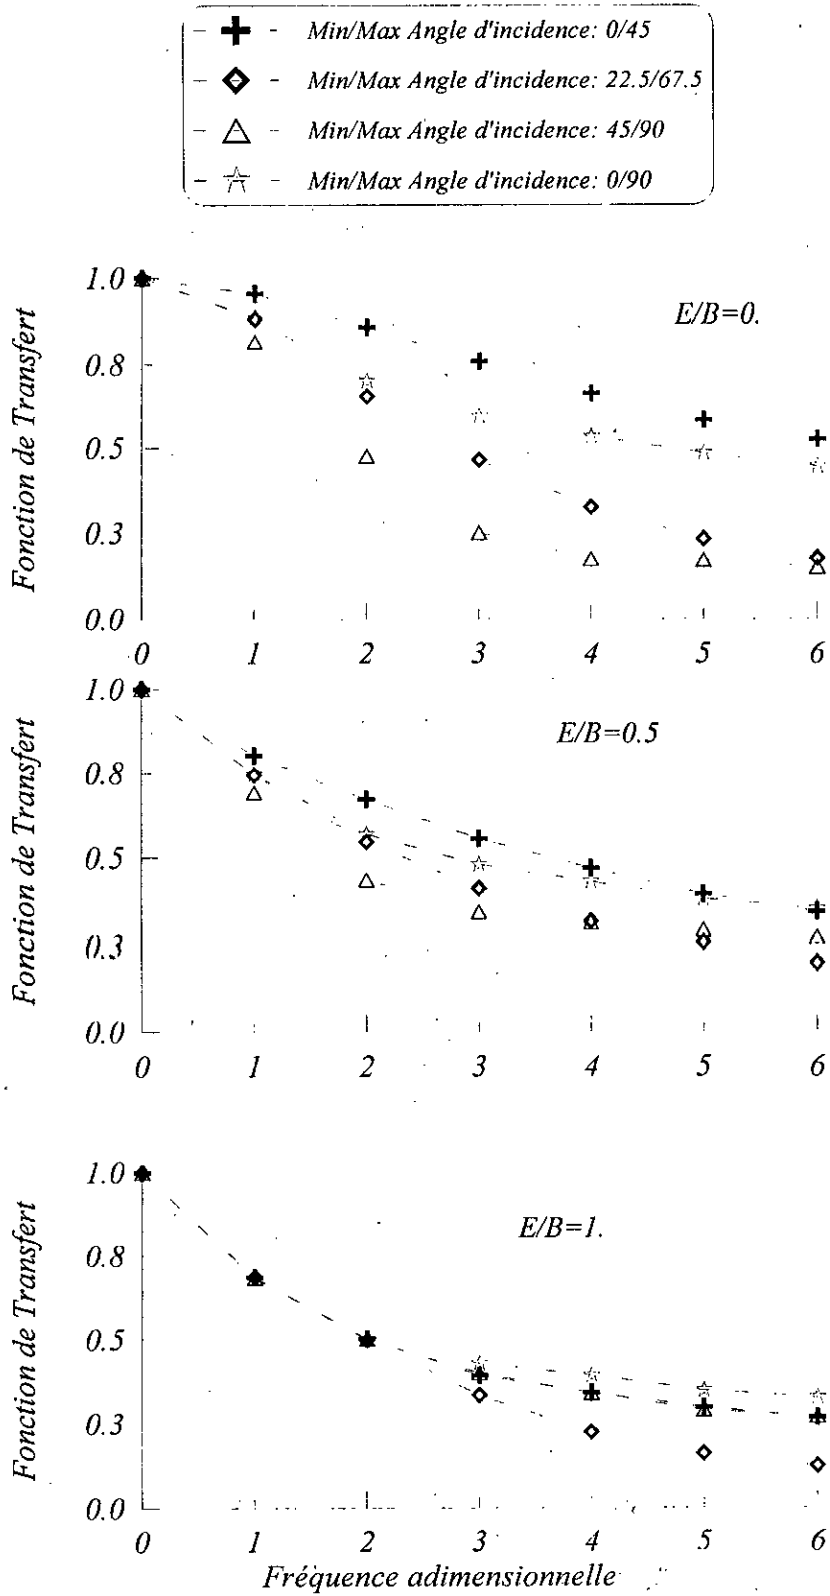 Min/Max Angle d'incidence: 0/45
Min/Max Angle d'incidence: 22.5/67.5
Min/Max Angle d'incidence: 45/90
Min/Max Angle d'incidence: 0/90
Fonction de Transfert
1.0
0.8
0.5
0.3
0.0
E/B=0.
0 1 2 3 4 5 6
Fonction de Transfert
1.0
0.8
0.5
0.3
0.0
E/B=0.5
0 1 2 3 4 5 6
Fonction de Transfert
1.0
0.8
0.5
0.3
0.0
E/B=1.
0 1 2 3 4 5 6
Fréquence adimensionnelle